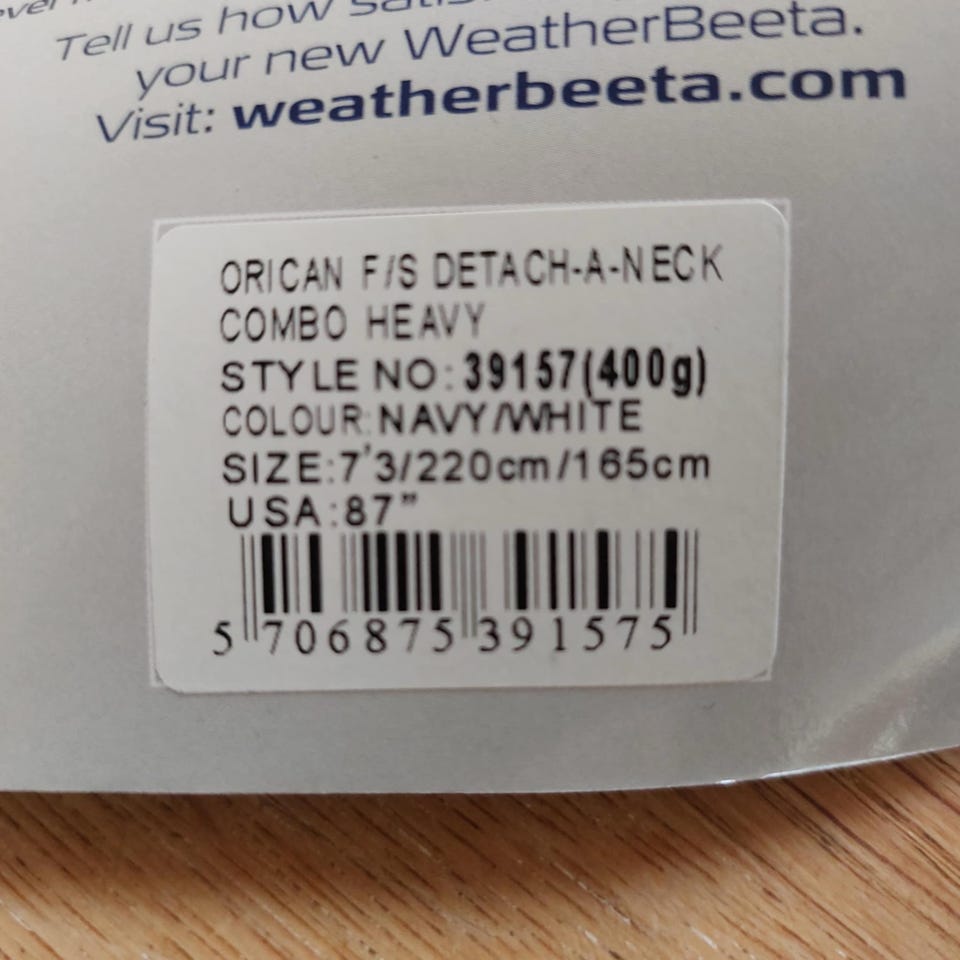 Tell us how
your new WeatherBeeta.
Visit: weatherbeeta.com
ORICAN F/S DETACH-A-NECK
COMBO HEAVY
STYLE NO:39157(400g)
COLOUR:NAVY/WHITE
SIZE:7'3/220cm/165cm
USA:87”
5 706875 391575